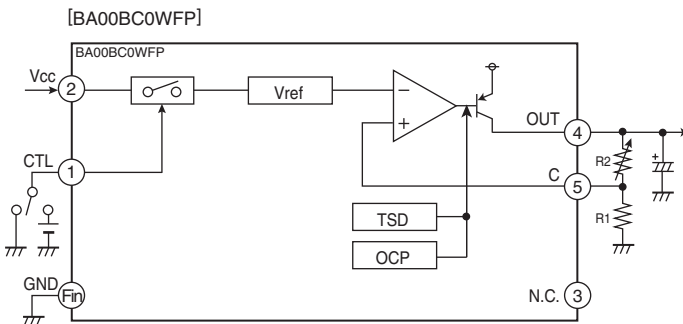 [BA00BC0WFP]
BA00BC0WFP
Vcc
2
Vref
−
+
OUT
4
R2
+
CTL
1
C
5
R1
TSD
OCP
GND
Fin
N.C.
3